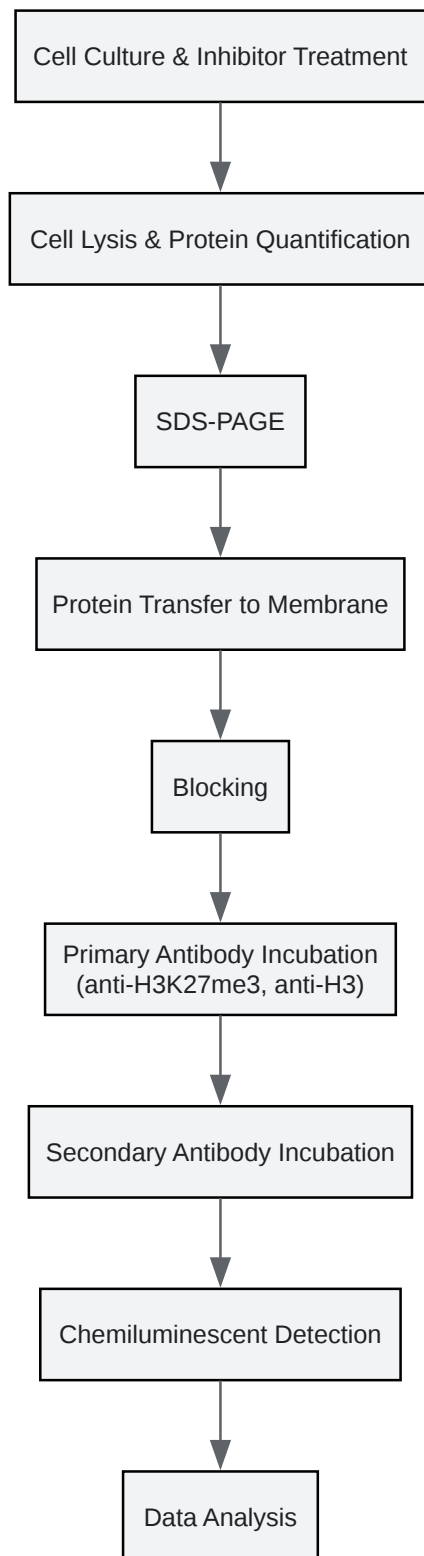 Cell Culture & Inhibitor Treatment
Cell Lysis & Protein Quantification
SDS-PAGE
Protein Transfer to Membrane
Blocking
Primary Antibody Incubation
(anti-H3K27me3, anti-H3)
Secondary Antibody Incubation
Chemiluminescent Detection
Data Analysis